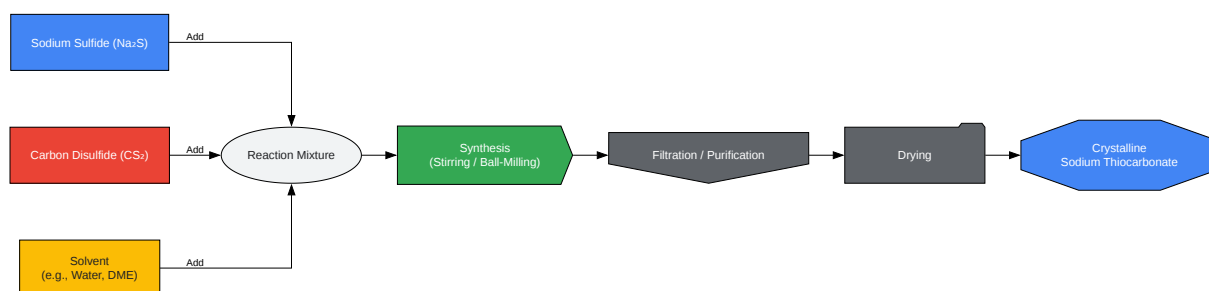 Sodium Sulfide (Na₂S)
Add
Carbon Disulfide (CS₂)
Add
Reaction Mixture
Synthesis
(Stirring / Ball-Milling)
Filtration / Purification
Drying
Crystalline
Sodium Thiocarbonate
Solvent
(e.g., Water, DME)
Add